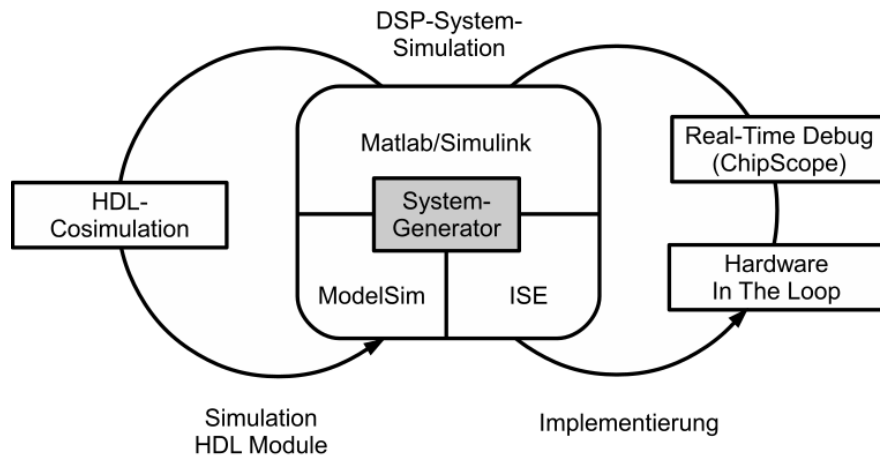 DSP-System-
Simulation
Matlab/Simulink
Real-Time Debug
(ChipScope)
HDL-
Cosimulation
System-
Generator
Hardware
In The Loop
ModelSim
ISE
Simulation
HDL Module
Implementierung